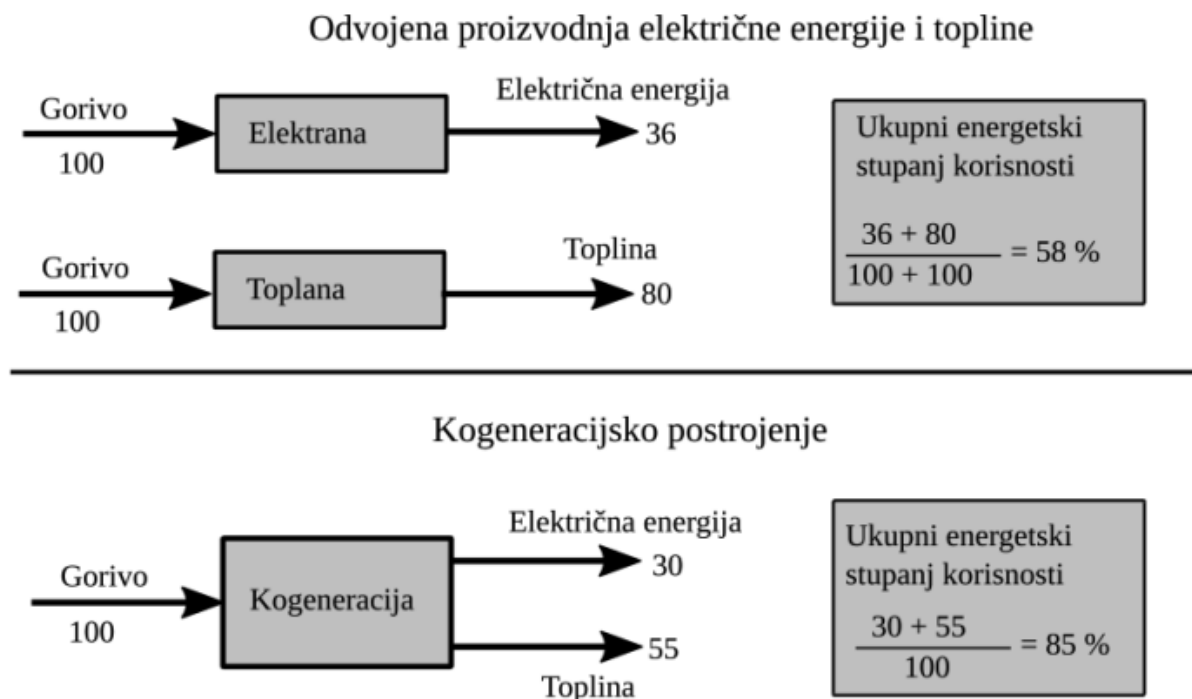 Odvojena proizvodnja električne energije i topline
Gorivo
100
Elektrana
Električna energija
36
Gorivo
100
Toplana
Toplina
80
Ukupni energetski
stupanj korisnosti
36 + 80
100 + 100
= 58 %
Kogeneracijsko postrojenje
Gorivo
100
Kogeneracija
Električna energija
30
55
Toplina
Ukupni energetski
stupanj korisnosti
30 + 55
100
= 85 %